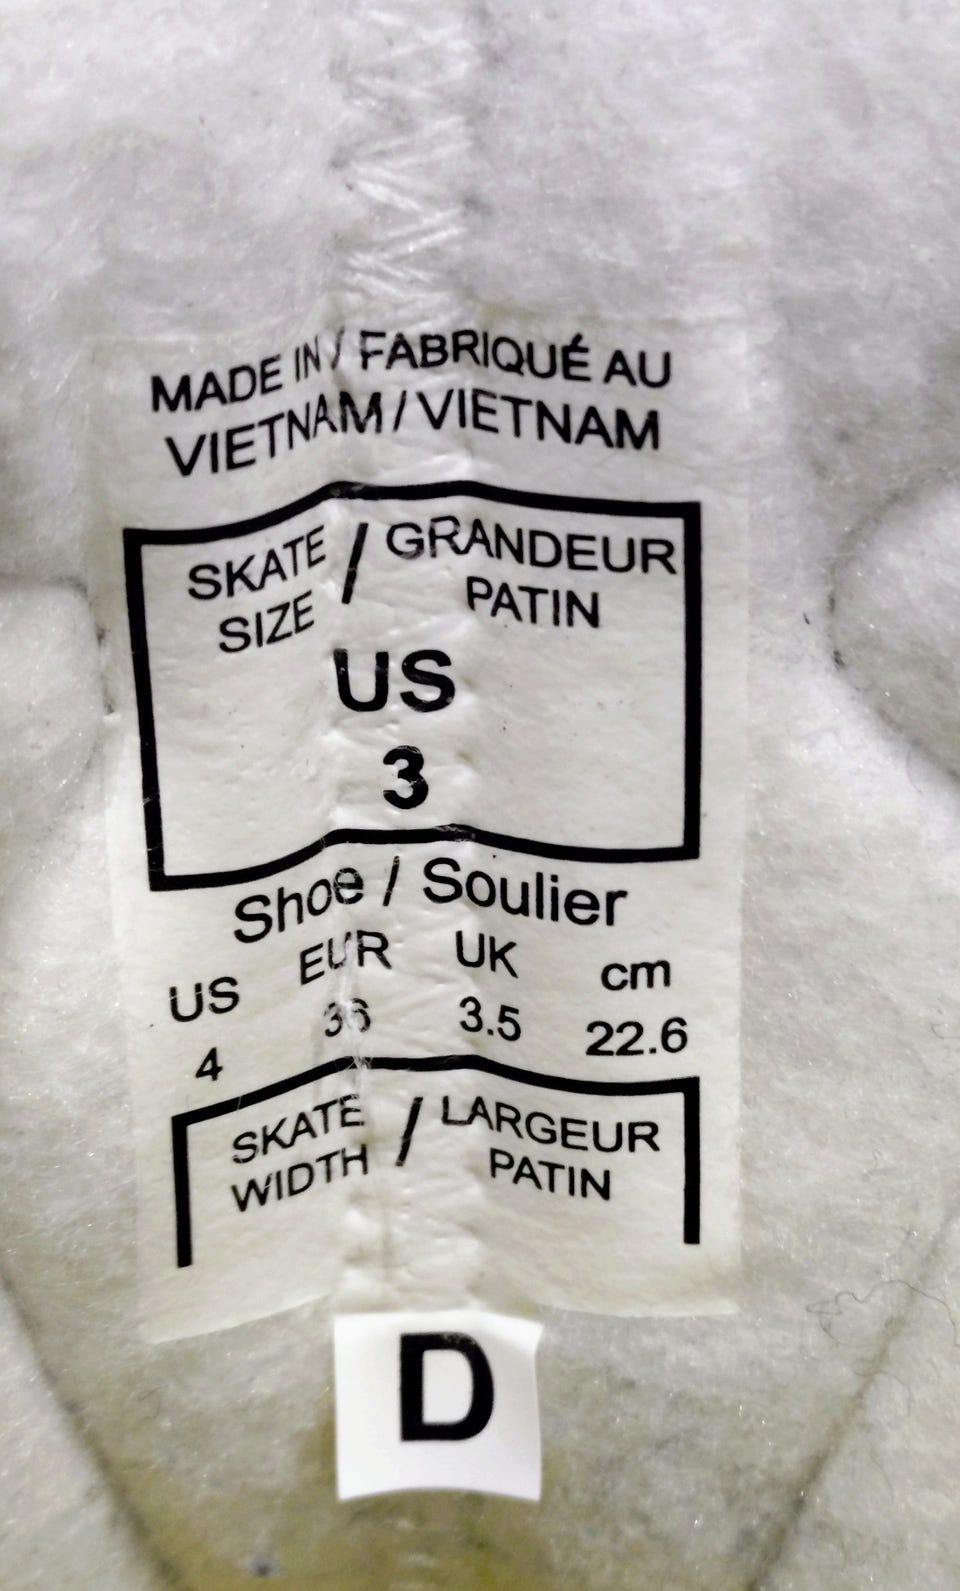 MADE IN / FABRIQUÉ AU
VIETNAM / VIETNAM
SKATE / GRANDEUR
SIZE PATIN
US
3
Shoe / Soulier
US EUR UK cm
4 36 3.5 22.6
SKATE / LARGEUR
WIDTH PATIN
D